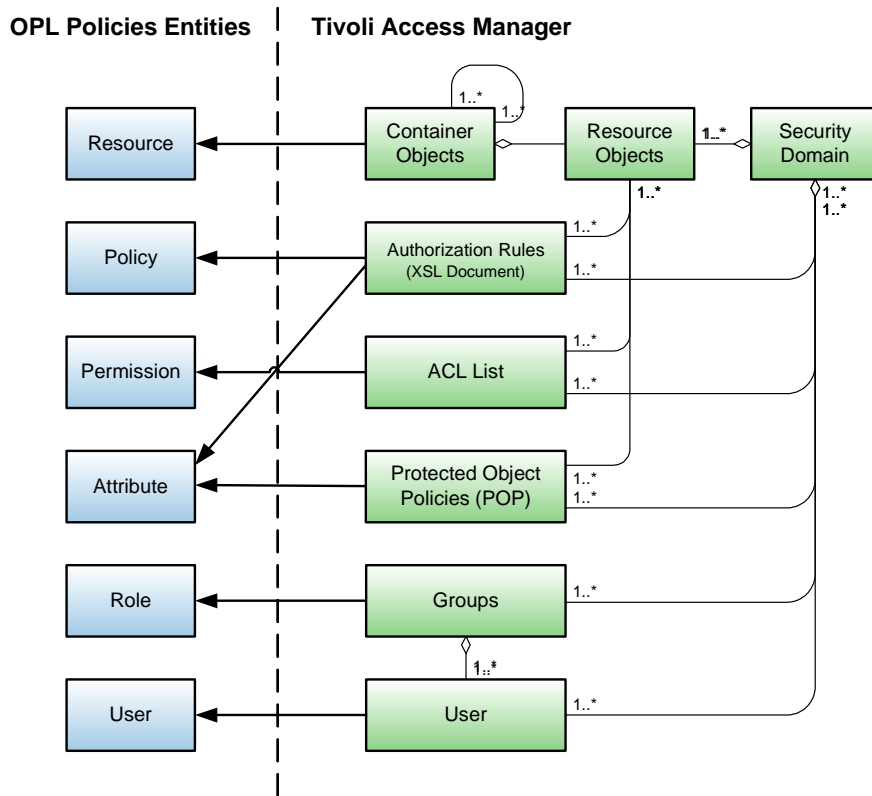 OPL Policies Entities
Tivoli Access Manager
1..*
1..*
Resource
Container
Objects
Resource
Objects
1..*
Security
Domain
1..*
1..*
1..*
Policy
Authorization Rules
(XSL Document)
1..*
1..*
Permission
ACL List
1..*
1..*
Attribute
Protected Object
Policies (POP)
1..*
1..*
Role
Groups
1..*
1..*
User
User
1..*